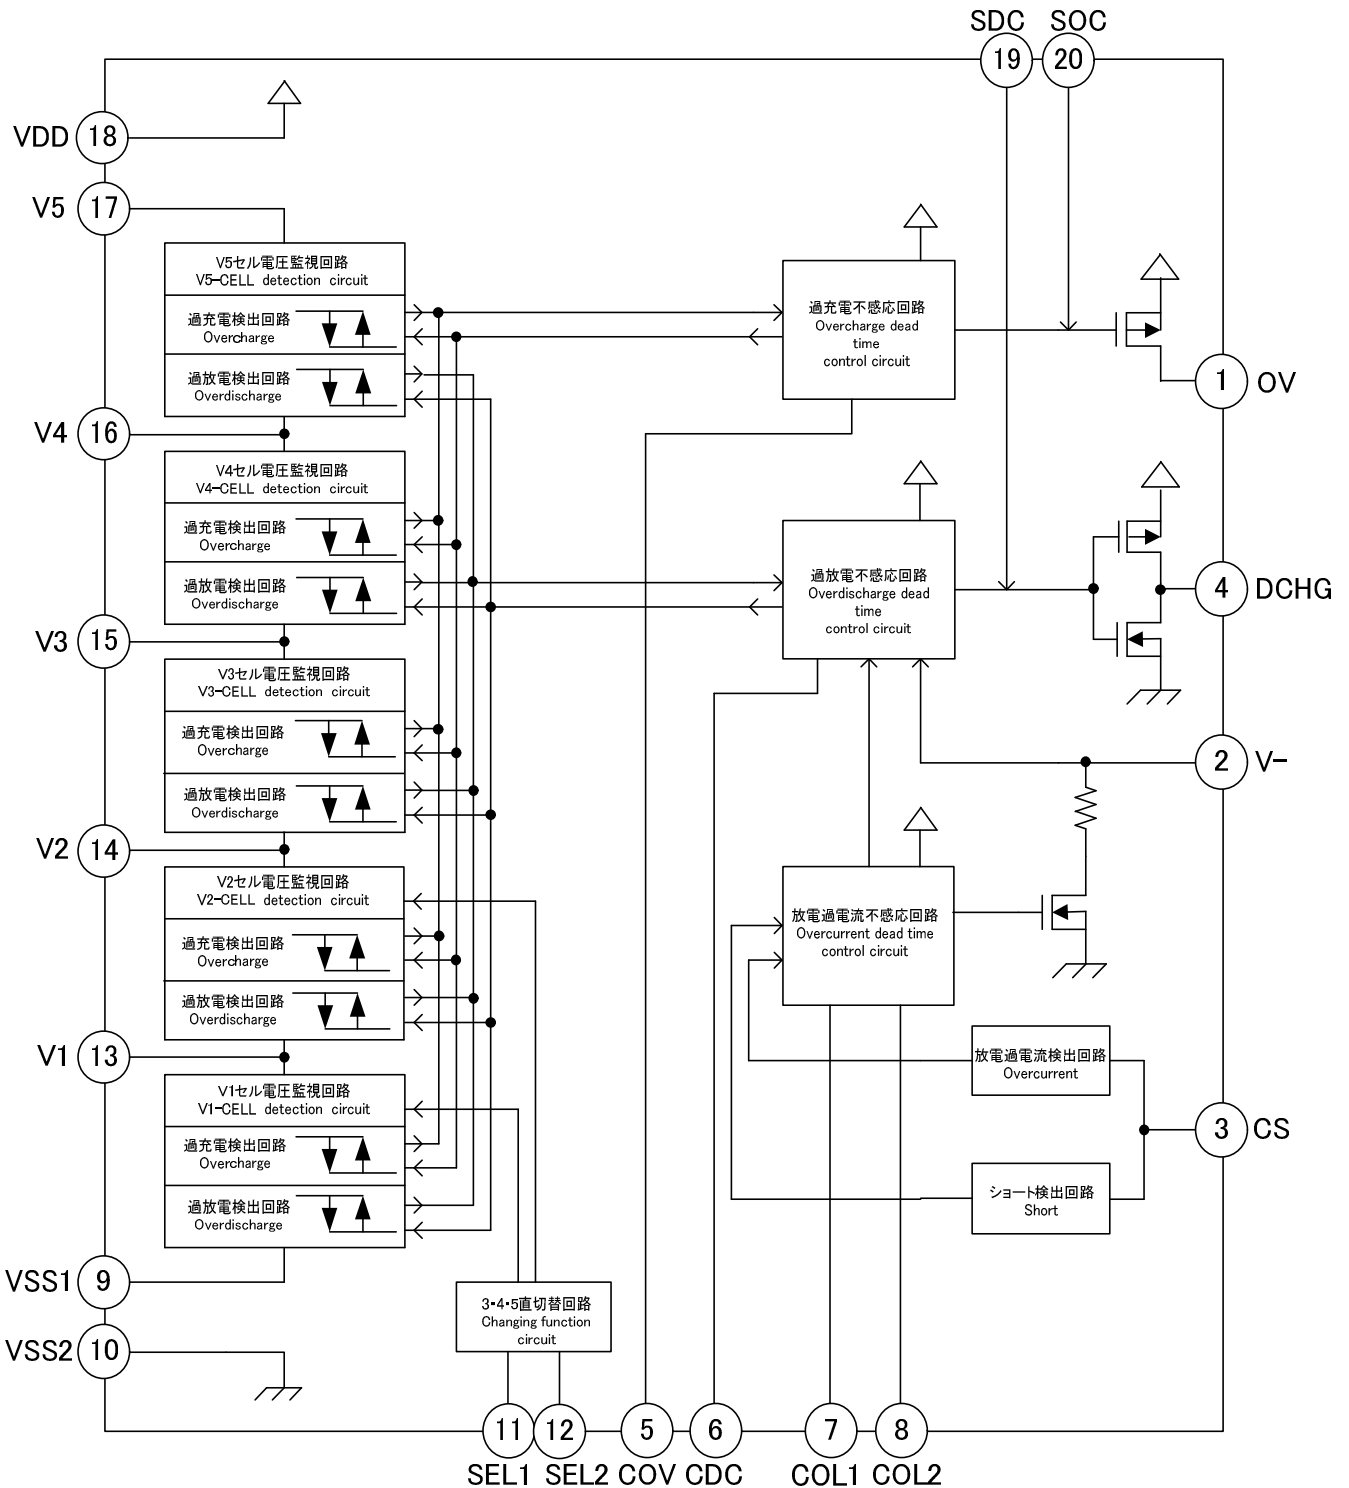 SDC
SOC
19
20
VDD
18
V5
17
V5セル電圧監視回路
V5-CELL detection circuit
過充電検出回路
Overcharge
過放電検出回路
Overdischarge
過充電不感応回路
Overcharge dead
time
control circuit
1
OV
V4
16
V4セル電圧監視回路
V4-CELL detection circuit
過充電検出回路
Overcharge
過放電検出回路
Overdischarge
過放電不感応回路
Overdischarge dead
time
control circuit
4
DCHG
V3
15
V3セル電圧監視回路
V3-CELL detection circuit
過充電検出回路
Overcharge
過放電検出回路
Overdischarge
2
V-
V2
14
V2セル電圧監視回路
V2-CELL detection circuit
過充電検出回路
Overcharge
過放電検出回路
Overdischarge
放電過電流不感応回路
Overcurrent dead time
control circuit
V1
13
V1セル電圧監視回路
V1-CELL detection circuit
過充電検出回路
Overcharge
過放電検出回路
Overdischarge
放電過電流検出回路
Overcurrent
3
CS
ショート検出回路
Short
VSS1
9
VSS2
10
3・4・5直切替回路
Changing function
circuit
11
12
5
6
7
8
SEL1
SEL2
COV
CDC
COL1
COL2